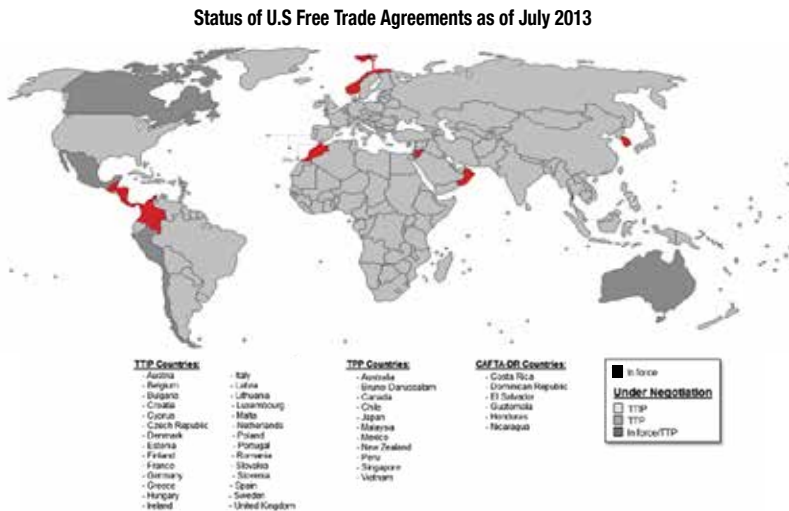 Status of U.S Free Trade Agreements as of July 2013
TTIP Countries:
- Austria
- Belgium
- Bulgaria
- Croatia
- Cyprus
- Czech Republic
- Denmark
- Estonia
- Finland
- France
- Germany
- Greece
- Hungary
- Ireland
- Italy
- Latvia
- Lithuania
- Luxembourg
- Malta
- Netherlands
- Poland
- Portugal
- Romania
- Slovakia
- Slovenia
- Spain
- Sweden
- United Kingdom
TPP Countries:
- Australia
- Brunei Darussalam
- Canada
- Chile
- Japan
- Malaysia
- Mexico
- New Zealand
- Peru
- Singapore
- Vietnam
CAFTA-DR Countries:
- Costa Rica
- Dominican Republic
- El Salvador
- Guatemala
- Honduras
- Nicaragua
In force
Under Negotiation
TTIP
TTP
In force/TTP